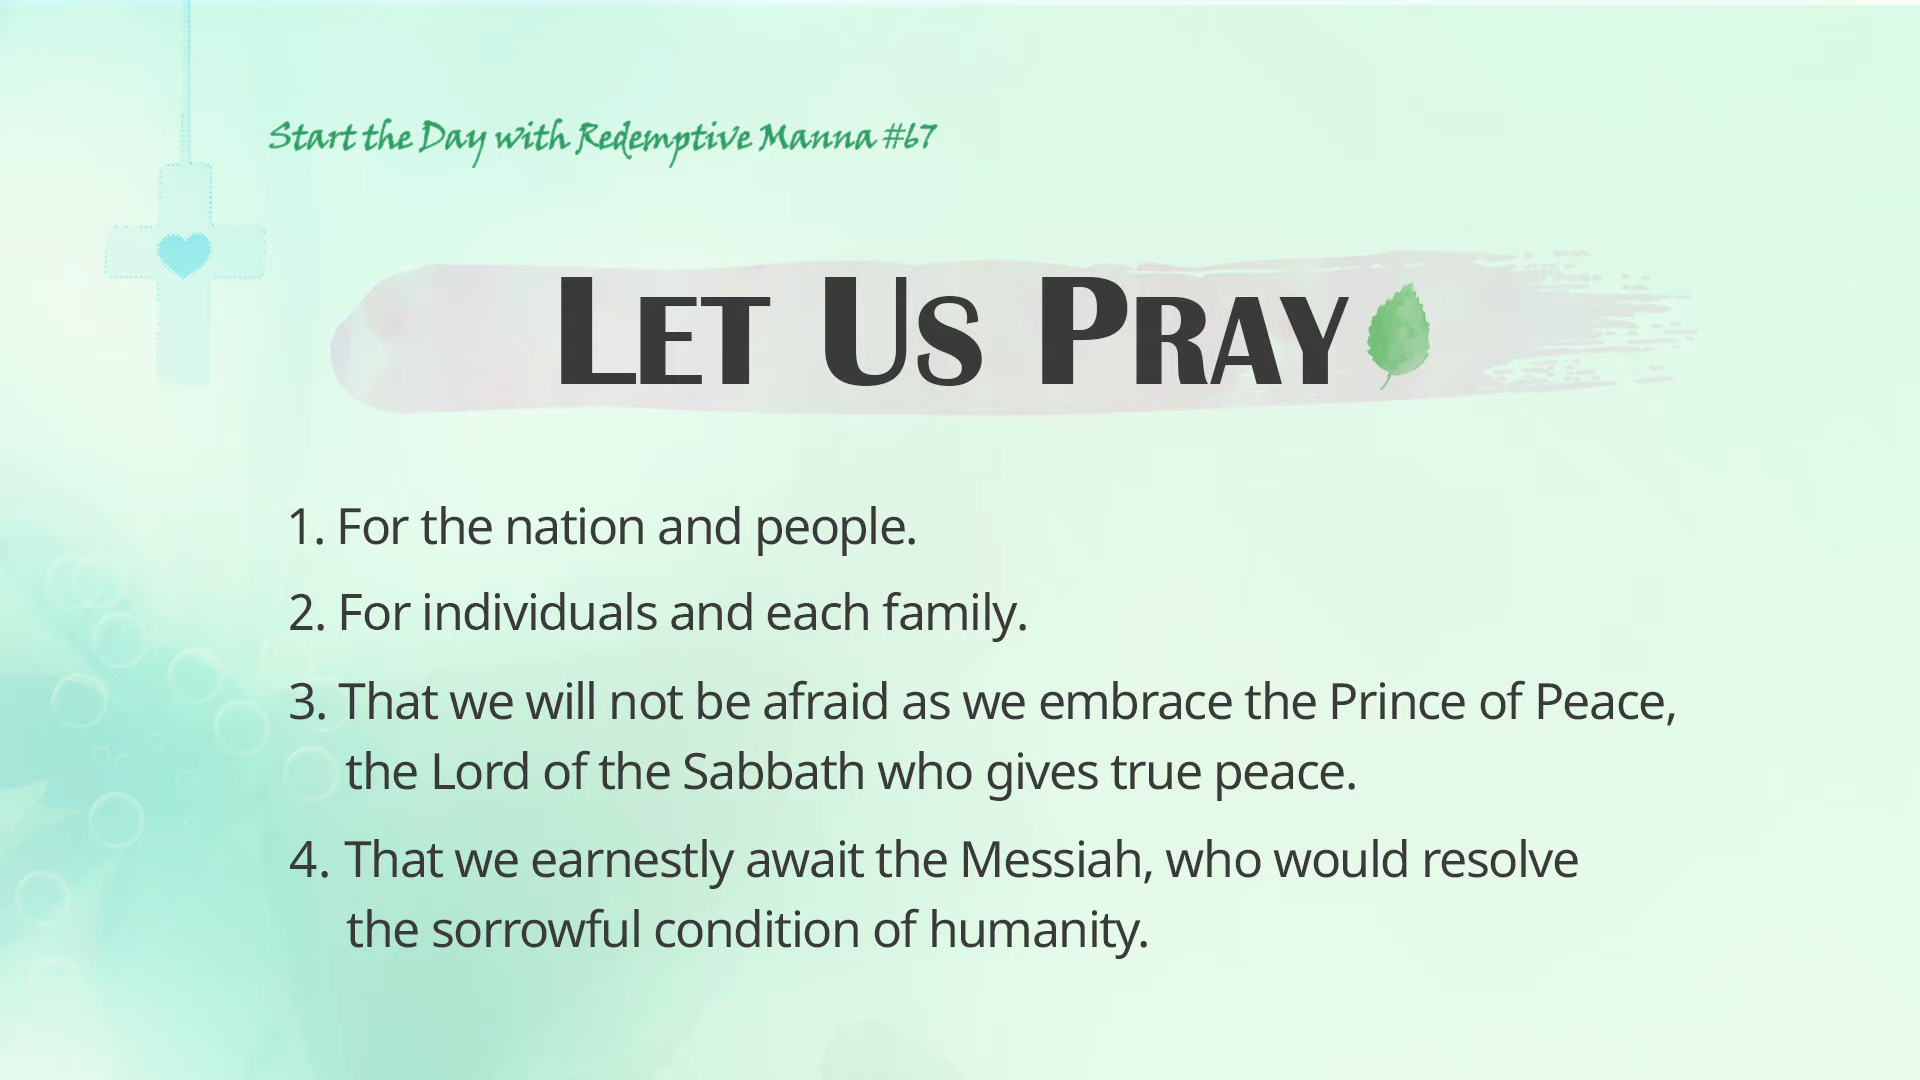 Start the Day with Redemptive Manna #67
LET US PRAY
1. For the nation and people.
2. For individuals and each family.
3. That we will not be afraid as we embrace the Prince of Peace,
the Lord of the Sabbath who gives true peace.
4. That we earnestly await the Messiah, who would resolve
the sorrowful condition of humanity.